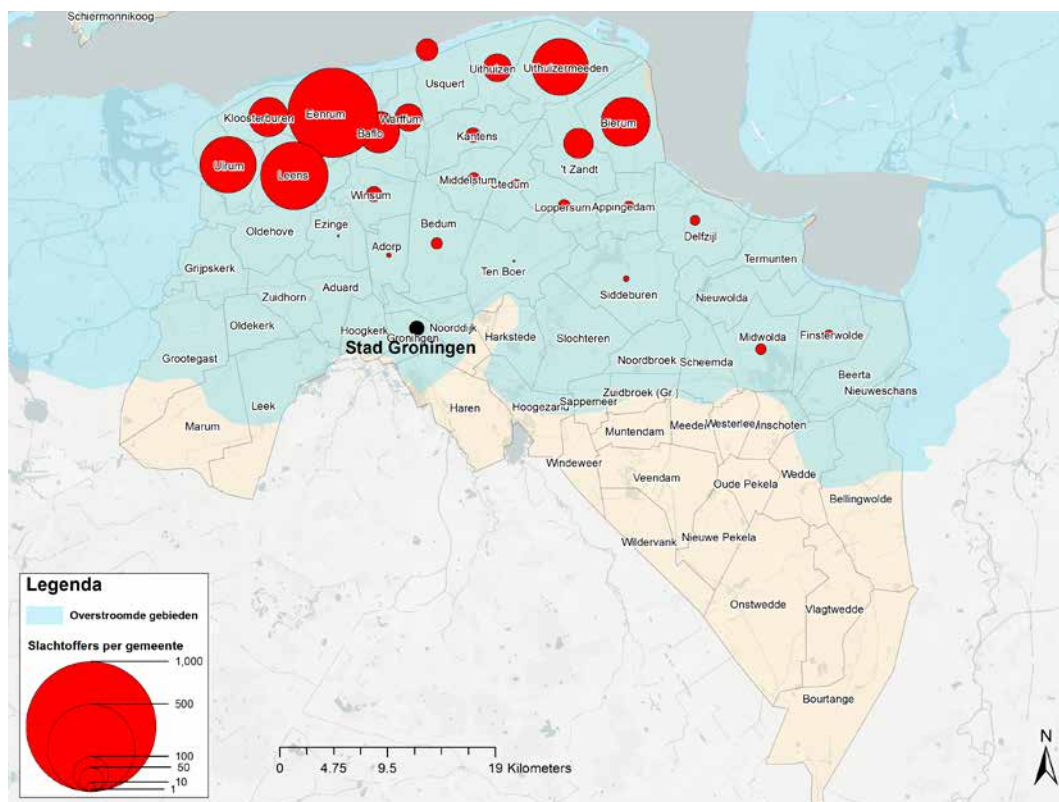 Schiermonnikoog
Usquert
Uithuizen
Uithuizermeeden
Kloosterburen
Eenrum
Warffum
Baflo
Kantens
Bierum
't Zandt
Ulrum
Leens
Middelstum
Stedum
Winsum
Loppersum
Appingedam
Ezinge
Oldehove
Bedum
Adorp
Delfzijl
Termunten
Grijpskerk
Ten Boer
Aduard
Zuidhorn
Siddeburen
Nieuwolda
Oldekerk
Hoogkerk
Noorddijk
Groningen
Stad Groningen
Harkstede
Slochteren
Midwolda
Finsterwolde
Grootegast
Noordbroek
Scheemda
Beerta
Nieuweschans
Leek
Haren
Hoogezand
Sappemeer
Zuidbroek (Gr.)
Marum
Muntendam
Meeden
Westerlee
Winschoten
Windeweer
Veendam
Oude Pekela
Wedde
Bellingwolde
Wildervank
Nieuwe Pekela
Onstwedde
Vlagtwedde
Bourtange
Legenda
Overstroomde gebieden
Slachtoffers per gemeente
1,000
500
100
50
10
1
0 4.75 9.5 19 Kilometers
N